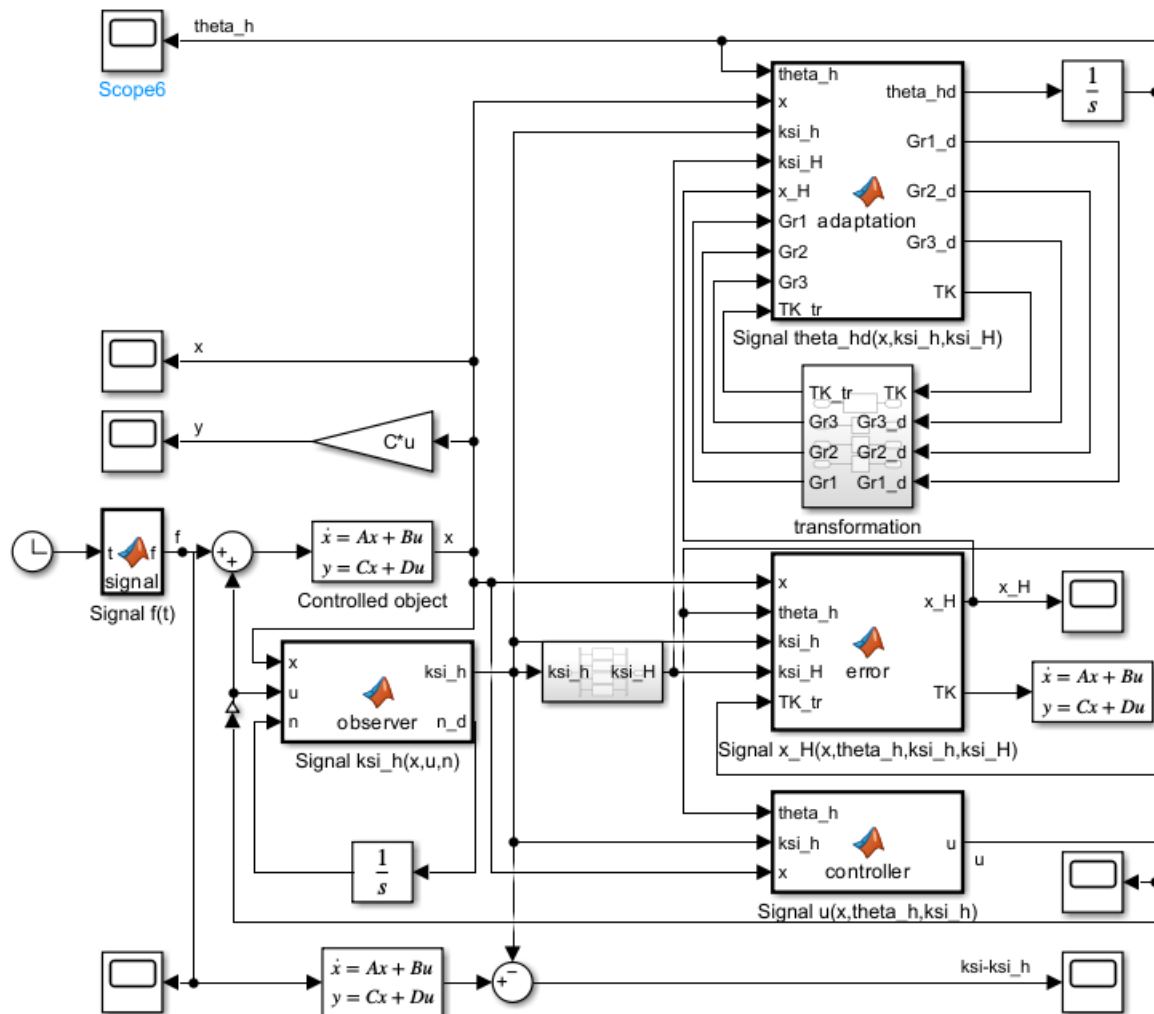 theta_h
Scope6
theta_h
x
ksi_h
ksi_H
x_H
Gr1
Gr2
Gr3
TK_tr
adaptation
theta_hd
Gr1_d
Gr2_d
Gr3_d
TK
Signal theta_hd(x,ksi_h,ksi_H)
1
s
x
y
C*u
TK_tr TK
Gr3 Gr3_d
Gr2 Gr2_d
Gr1 Gr1_d
transformation
t f
signal
Signal f(t)
f
+
+
ẋ = Ax + Bu
y = Cx + Du
Controlled object
x
x
u
n
observer
ksi_h
n_d
Signal ksi_h(x,u,n)
1
s
ksi_h ksi_H
x
theta_h
ksi_h
ksi_H
TK_tr
error
x_H
TK
Signal x_H(x,theta_h,ksi_h,ksi_H)
x_H
ẋ = Ax + Bu
y = Cx + Du
theta_h
ksi_h
x
controller
u
u
Signal u(x,theta_h,ksi_h)
ẋ = Ax + Bu
y = Cx + Du
+
−
ksi-ksi_h